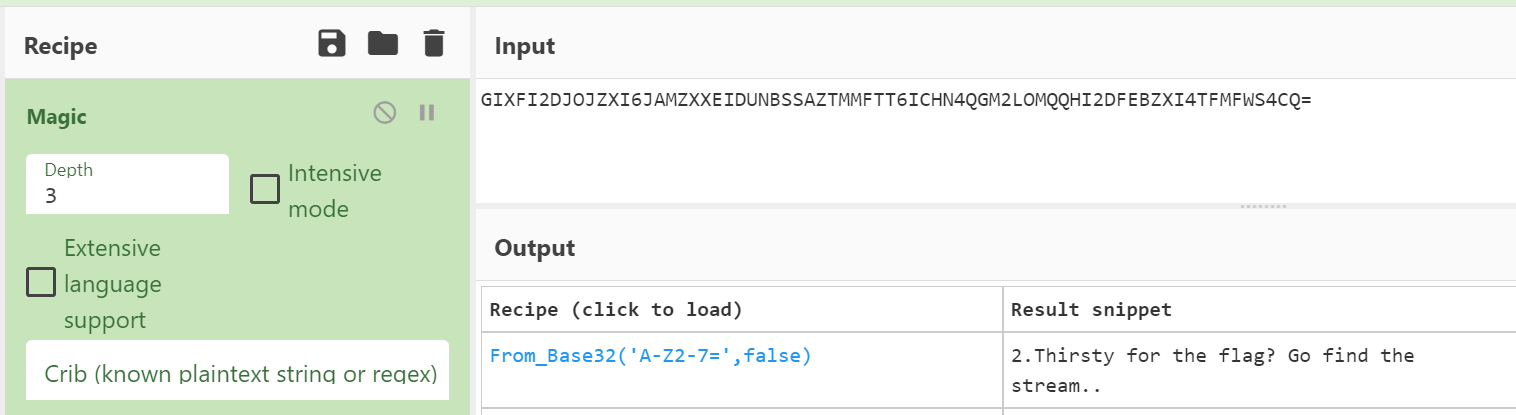 Recipe
Input
Magic
GIXFI2DJOJZXI6JAMZXXEIDUNBSSAZTMMFTT6ICHN4QGM2LOMQQHI2DFEBZXI4TFMFWS4CQ=
Depth
3
Intensive
mode
Extensive
language
support
Crib (known plaintext string or regex)
Output
Recipe (click to load)
Result snippet
From_Base32('A-Z2-7=',false)
2.Thirsty for the flag? Go find the
stream..